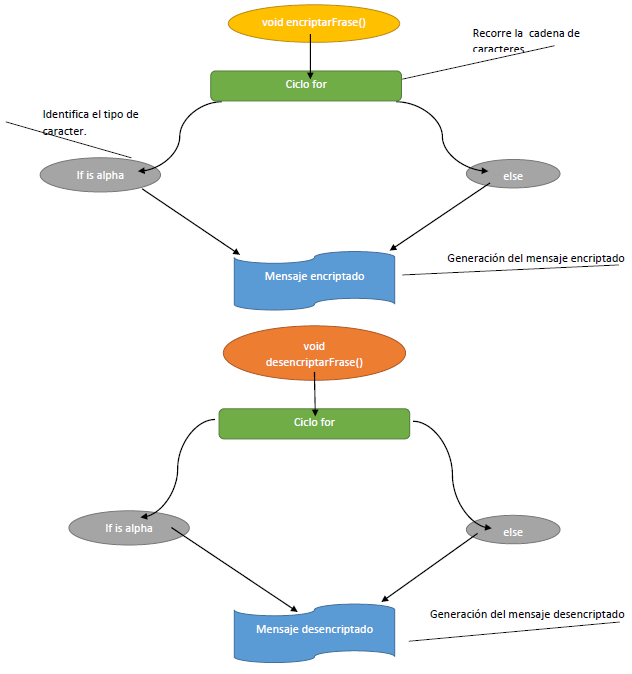 void encriptarFrase()
Recorre la cadena de
caracteres
Ciclo for
Identifica el tipo de
caracter.
If is alpha
else
Generación del mensaje encriptado
Mensaje encriptado
void
desencriptarFrase()
Ciclo for
If is alpha
else
Generación del mensaje desencriptado
Mensaje desencriptado